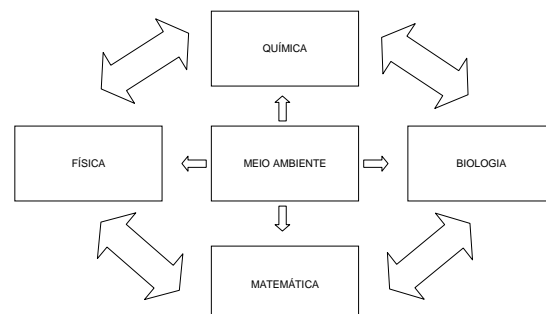 QUÍMICA
FÍSICA
MEIO AMBIENTE
BIOLOGIA
MATEMÁTICA